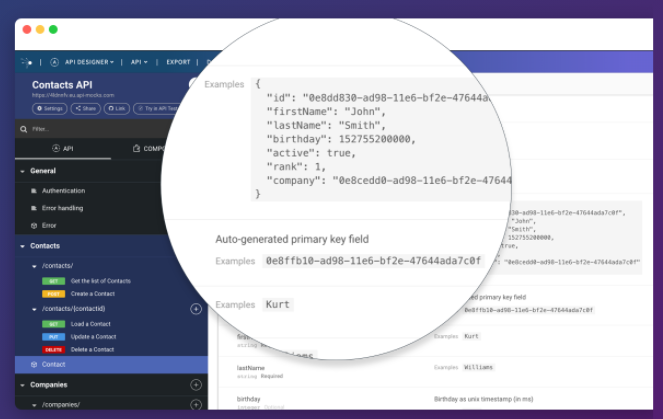 API DESIGNER
API
EXPORT
Contacts API
https://4ldnnfv.eu.api-mocks.com
Settings
Share
Link
Try in API Test
Filter...
API
COMPO
General
Authentication
Error handling
Error
Contacts
/contacts/
GET Get the list of Contacts
POST Create a Contact
/contacts/{contactId}
GET Load a Contact
PUT Update a Contact
DELETE Delete a Contact
Contact
Companies
/companies/
Examples
{
"id": "0e8dd830-ad98-11e6-bf2e-47644a
"firstName": "John",
"lastName": "Smith",
"birthday": 152755200000,
"active": true,
"rank": 1,
"company": "0e8cedd0-ad98-11e6-bf2e-47644
}
Auto-generated primary key field
Examples 0e8ffb10-ad98-11e6-bf2e-47644ada7c0f
Examples Kurt
830-ad98-11e6-bf2e-47644ada7c0f",
"John",
"Smith",
152755200000,
true,
"0e8cedd0-ad98-11e6-bf2e-47644ada7c0f"
ed primary key field
0e8ffb10-ad98-11e6-bf2e-47644ada7c0f
Examples Kurt
string
lastName
string Required
Examples Williams
birthday
Birthday as unix timestamp (in ms)